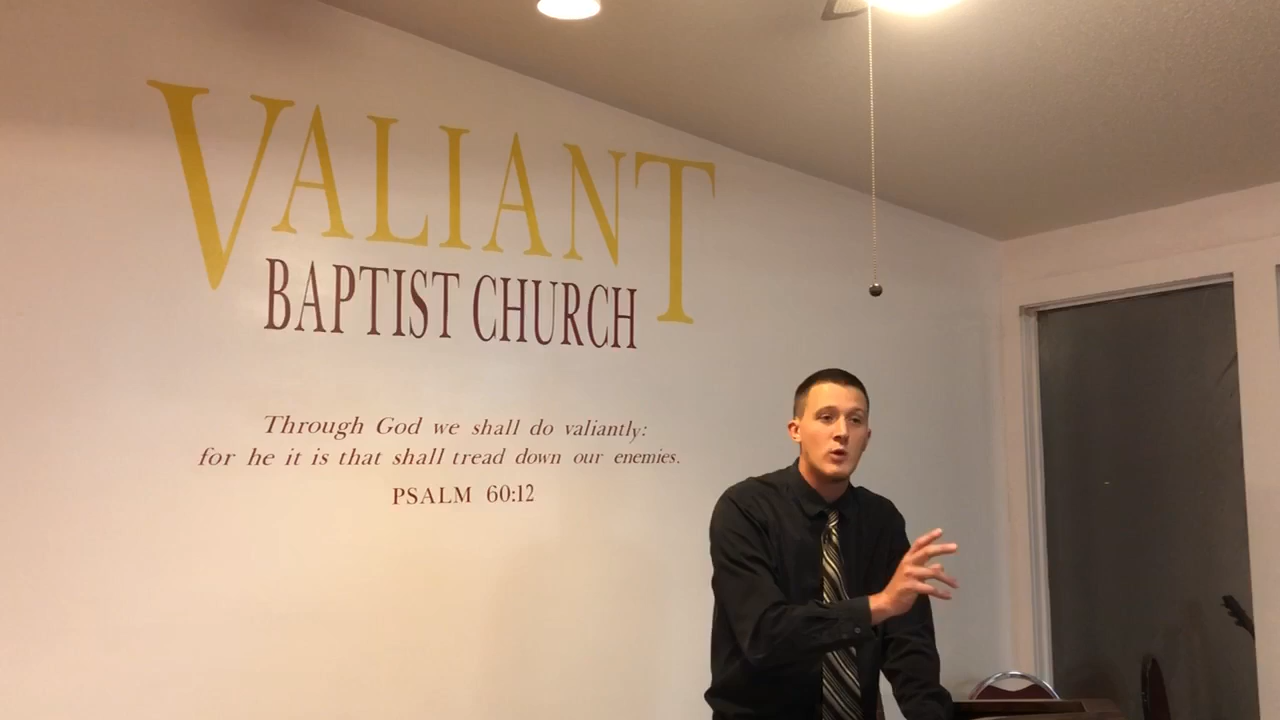 VALIANT
BAPTIST CHURCH
Through God we shall do valiantly:
for he it is that shall tread down our enemies.
PSALM 60:12